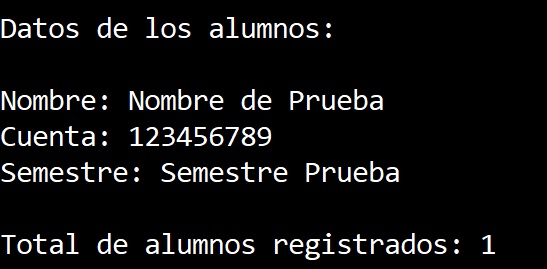 Datos de los alumnos:
Nombre: Nombre de Prueba
Cuenta: 123456789
Semestre: Semestre Prueba
Total de alumnos registrados: 1